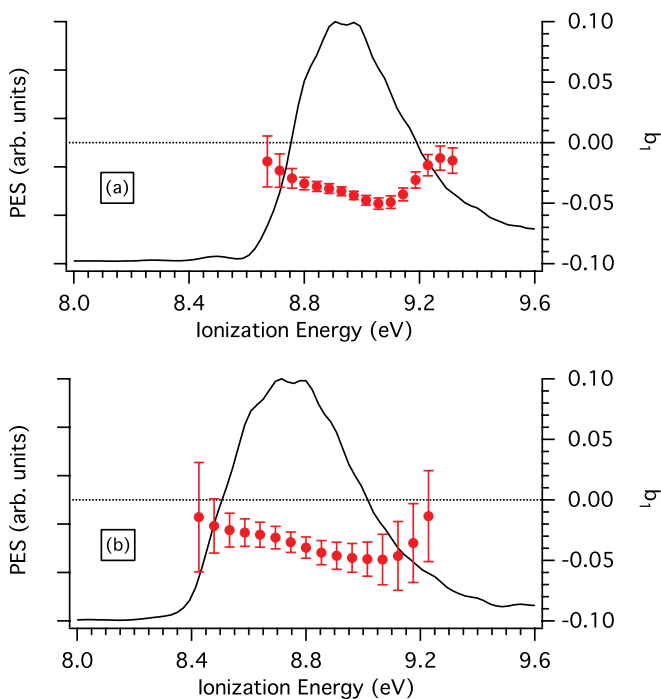 0.10
0.05
0.00
-0.05
-0.10
b¹
PES (arb. units)
(a)
8.0 8.4 8.8 9.2 9.6
Ionization Energy (eV)
0.10
0.05
0.00
-0.05
-0.10
b¹
PES (arb. units)
(b)
8.0 8.4 8.8 9.2 9.6
Ionization Energy (eV)